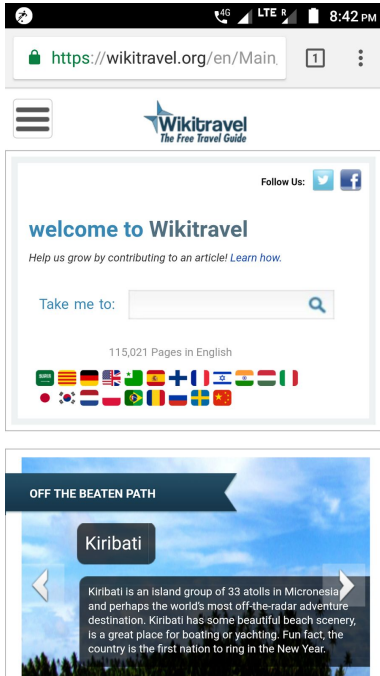 4G LTE R 8:42 PM
https://wikitravel.org/en/Main_
1
Wikitravel
The Free Travel Guide
Follow Us:
welcome to Wikitravel
Help us grow by contributing to an article! Learn how.
Take me to:
115,021 Pages in English
OFF THE BEATEN PATH
Kiribati
Kiribati is an island group of 33 atolls in Micronesia
and perhaps the world's most off-the-radar adventure
destination. Kiribati has some beautiful beach scenery,
is a great place for boating or yachting. Fun fact, the
country is the first nation to ring in the New Year.